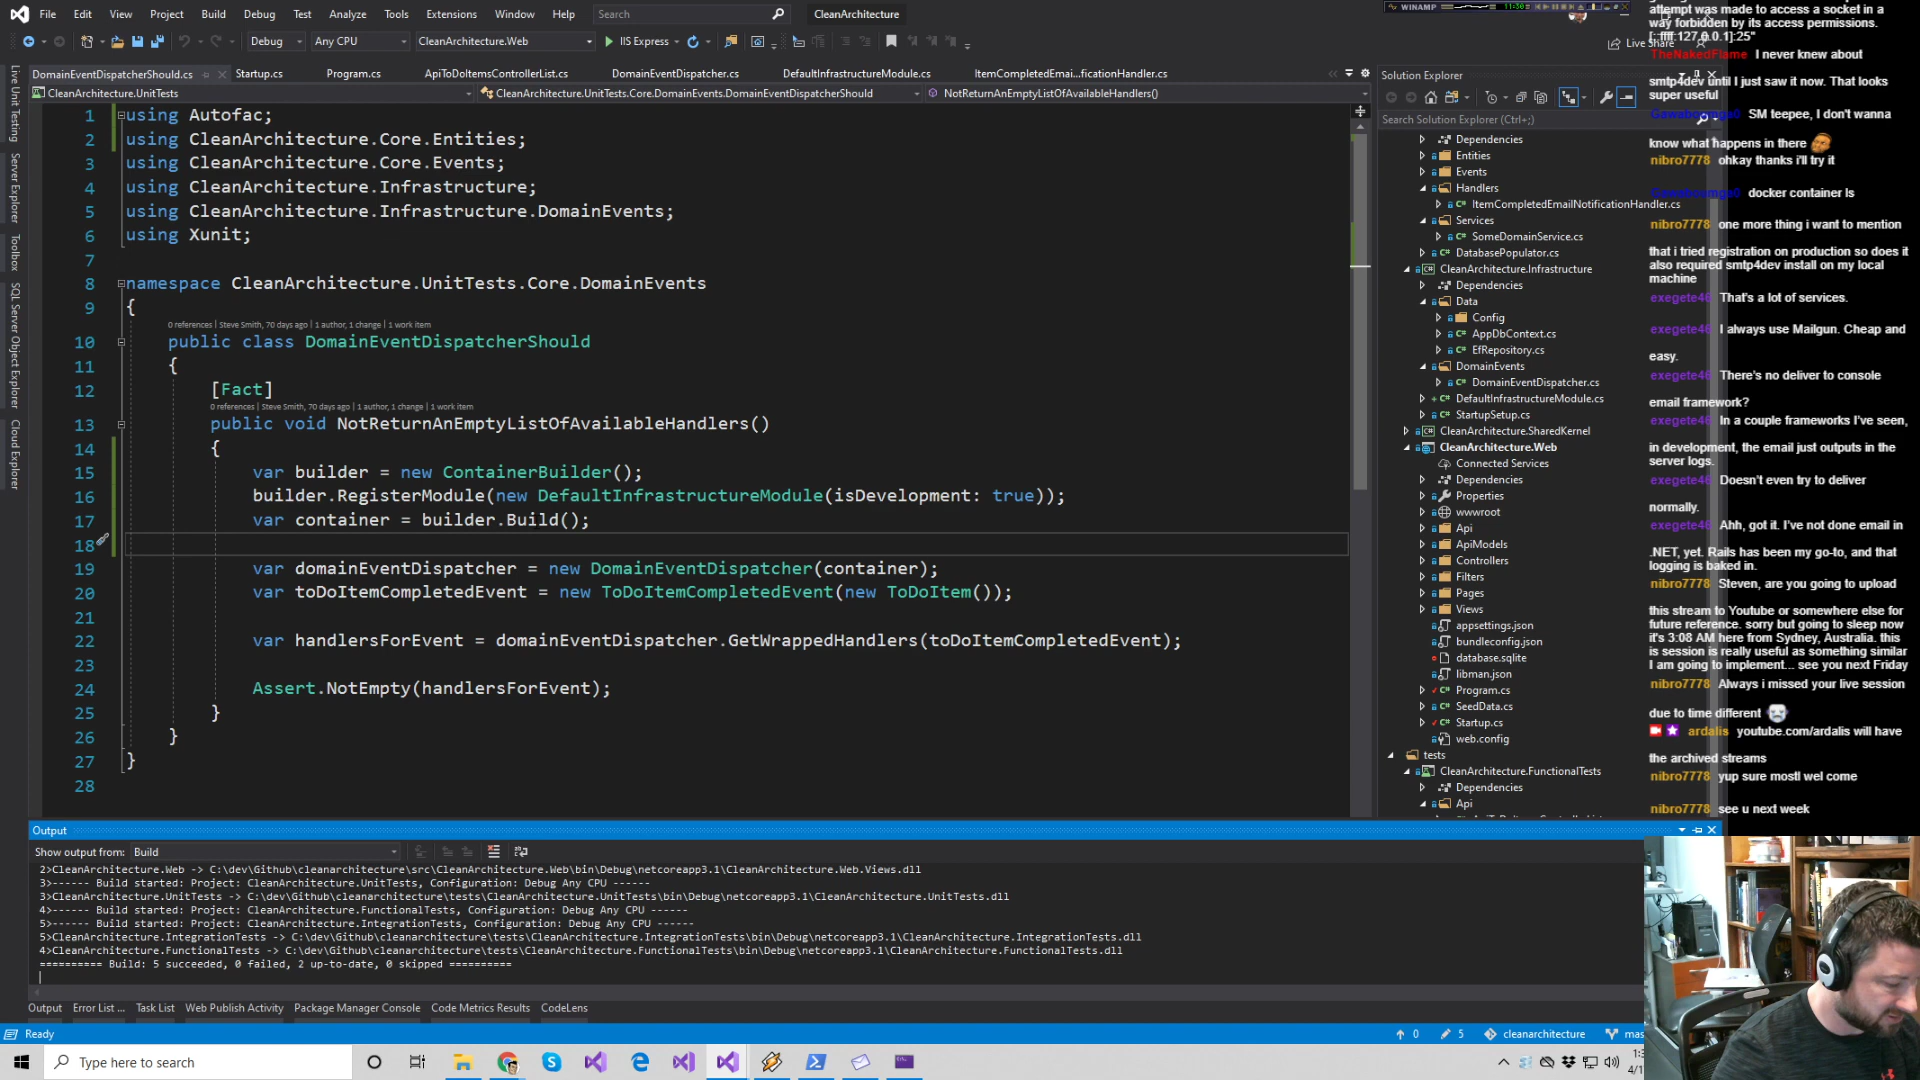 File Edit View Project Build Debug Test Analyze Tools Extensions Window Help Search CleanArchitecture
WINAMP 11:30
Debug Any CPU CleanArchitecture.Web IIS Express Live Share
DomainEventDispatcherShould.cs Startup.cs Program.cs ApiToDoItemsControllerList.cs DomainEventDispatcher.cs DefaultInfrastructureModule.cs ItemCompletedEmai...ficationHandler.cs
CleanArchitecture.UnitTests CleanArchitecture.UnitTests.Core.DomainEvents.DomainEventDispatcherShould NotReturnAnEmptyListOfAvailableHandlers()
Live Unit Testing
Server Explorer
Toolbox
SQL Server Object Explorer
Cloud Explorer
1 using Autofac;
2 using CleanArchitecture.Core.Entities;
3 using CleanArchitecture.Core.Events;
4 using CleanArchitecture.Infrastructure;
5 using CleanArchitecture.Infrastructure.DomainEvents;
6 using Xunit;
7
8 namespace CleanArchitecture.UnitTests.Core.DomainEvents
9 {
0 references | Steve Smith, 70 days ago | 1 author, 1 change | 1 work item
10 public class DomainEventDispatcherShould
11 {
12 [Fact]
0 references | Steve Smith, 70 days ago | 1 author, 1 change | 1 work item
13 public void NotReturnAnEmptyListOfAvailableHandlers()
14 {
15 var builder = new ContainerBuilder();
16 builder.RegisterModule(new DefaultInfrastructureModule(isDevelopment: true));
17 var container = builder.Build();
18
19 var domainEventDispatcher = new DomainEventDispatcher(container);
20 var toDoItemCompletedEvent = new ToDoItemCompletedEvent(new ToDoItem());
21
22 var handlersForEvent = domainEventDispatcher.GetWrappedHandlers(toDoItemCompletedEvent);
23
24 Assert.NotEmpty(handlersForEvent);
25 }
26 }
27 }
28
Solution Explorer
Search Solution Explorer (Ctrl+;)
Dependencies
Entities
Events
Handlers
ItemCompletedEmailNotificationHandler.cs
Services
SomeDomainService.cs
DatabasePopulator.cs
CleanArchitecture.Infrastructure
Dependencies
Data
Config
AppDbContext.cs
EfRepository.cs
DomainEvents
DomainEventDispatcher.cs
DefaultInfrastructureModule.cs
StartupSetup.cs
CleanArchitecture.SharedKernel
CleanArchitecture.Web
Connected Services
Dependencies
Properties
wwwroot
Api
ApiModels
Controllers
Filters
Pages
Views
appsettings.json
bundleconfig.json
database.sqlite
libman.json
Program.cs
SeedData.cs
Startup.cs
web.config
tests
CleanArchitecture.FunctionalTests
Dependencies
Api
attempt was made to access a socket in a
way forbidden by its access permissions.
[::ffff:127.0.0.1]:25"
TheNakedFlame I never knew about
smtp4dev until I just saw it now. That looks
super useful
SM teepee, I don't wanna
know what happens in there
nibro7778 ohkay thanks i'll try it
docker container ls
nibro7778 one more thing i want to mention
that i tried registration on production so does it
also required smtp4dev install on my local
machine
exegete46 That's a lot of services.
exegete46 I always use Mailgun. Cheap and
easy.
exegete46 There's no deliver to console
email framework?
exegete46 In a couple frameworks I've seen,
in development, the email just outputs in the
server logs.
exegete46 Doesn't even try to deliver
normally.
exegete46 Ahh, got it. I've not done email in
.NET, yet. Rails has been my go-to, and that
logging is baked in.
nibro7778 Steven, are you going to upload
this stream to Youtube or somewhere else for
future reference. sorry but going to sleep now
it's 3:08 AM here from Sydney, Australia. this
is session is really useful as something similar
I am going to implement... see you next Friday
nibro7778 Always i missed your live session
due to time different
ardalis youtube.com/ardalis will have
the archived streams
nibro7778 yup sure mostl wel come
nibro7778 see u next week
Output
Show output from: Build
2>CleanArchitecture.Web -> C:\dev\Github\cleanarchitecture\src\CleanArchitecture.Web\bin\Debug\netcoreapp3.1\CleanArchitecture.Web.Views.dll
3>------ Build started: Project: CleanArchitecture.UnitTests, Configuration: Debug Any CPU ------
3>CleanArchitecture.UnitTests -> C:\dev\Github\cleanarchitecture\tests\CleanArchitecture.UnitTests\bin\Debug\netcoreapp3.1\CleanArchitecture.UnitTests.dll
4>------ Build started: Project: CleanArchitecture.FunctionalTests, Configuration: Debug Any CPU ------
5>------ Build started: Project: CleanArchitecture.IntegrationTests, Configuration: Debug Any CPU ------
5>CleanArchitecture.IntegrationTests -> C:\dev\Github\cleanarchitecture\tests\CleanArchitecture.IntegrationTests\bin\Debug\netcoreapp3.1\CleanArchitecture.IntegrationTests.dll
4>CleanArchitecture.FunctionalTests -> C:\dev\Github\cleanarchitecture\tests\CleanArchitecture.FunctionalTests\bin\Debug\netcoreapp3.1\CleanArchitecture.FunctionalTests.dll
========== Build: 5 succeeded, 0 failed, 2 up-to-date, 0 skipped ==========
Output Error List ... Task List Web Publish Activity Package Manager Console Code Metrics Results CodeLens
Ready 0 5 cleanarchitecture
Type here to search